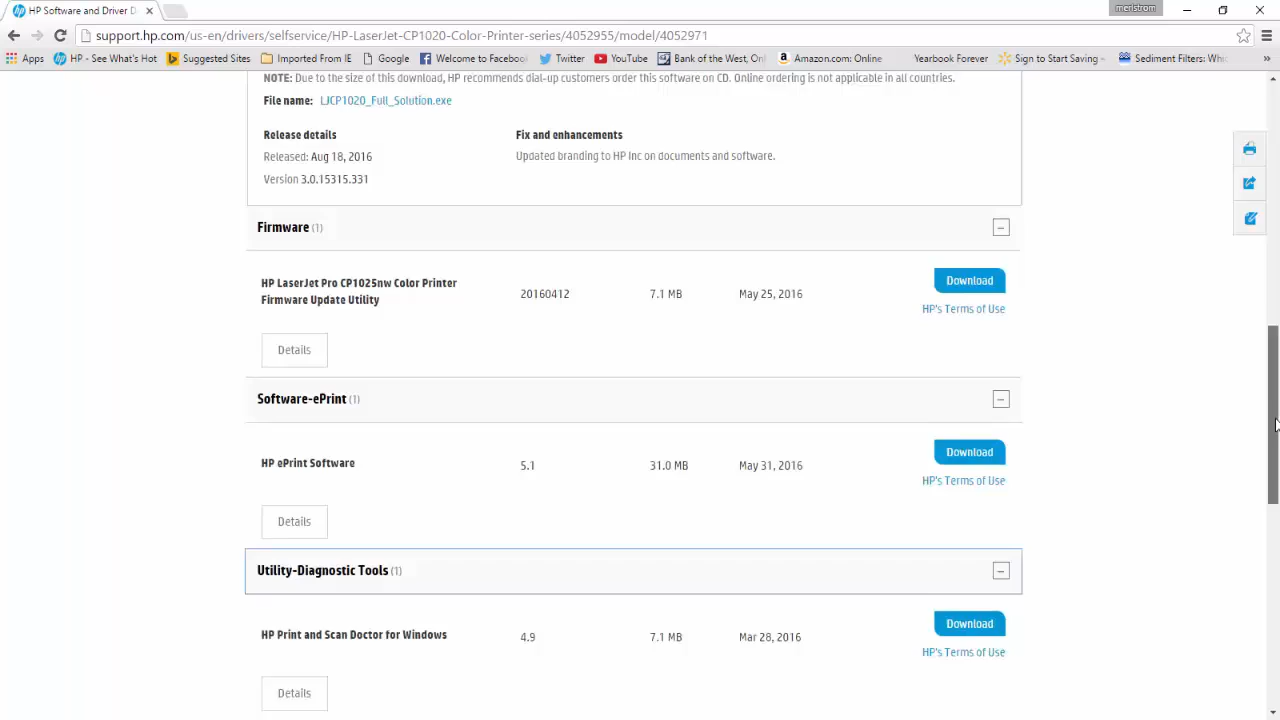 HP Software and Driver D
meristrom
support.hp.com/us-en/drivers/selfservice/HP-LaserJet-CP1020-Color-Printer-series/4052955/model/4052971
Apps HP - See What's Hot Suggested Sites Imported From IE Google Welcome to Facebook Twitter YouTube Bank of the West, Onl Amazon.com: Online Yearbook Forever Sign to Start Saving Sediment Filters: Whi »
NOTE: Due to the size of this download, HP recommends dial-up customers order this software on CD. Online ordering is not applicable in all countries.
File name: LJCP1020_Full_Solution.exe
Release details Fix and enhancements
Released: Aug 18, 2016 Updated branding to HP Inc on documents and software.
Version 3.0.15315.331
Firmware (1)
HP LaserJet Pro CP1025nw Color Printer
Firmware Update Utility
20160412 7.1 MB May 25, 2016 Download
HP's Terms of Use
Details
Software-ePrint (1)
HP ePrint Software 5.1 31.0 MB May 31, 2016 Download
HP's Terms of Use
Details
Utility-Diagnostic Tools (1)
HP Print and Scan Doctor for Windows 4.9 7.1 MB Mar 28, 2016 Download
HP's Terms of Use
Details